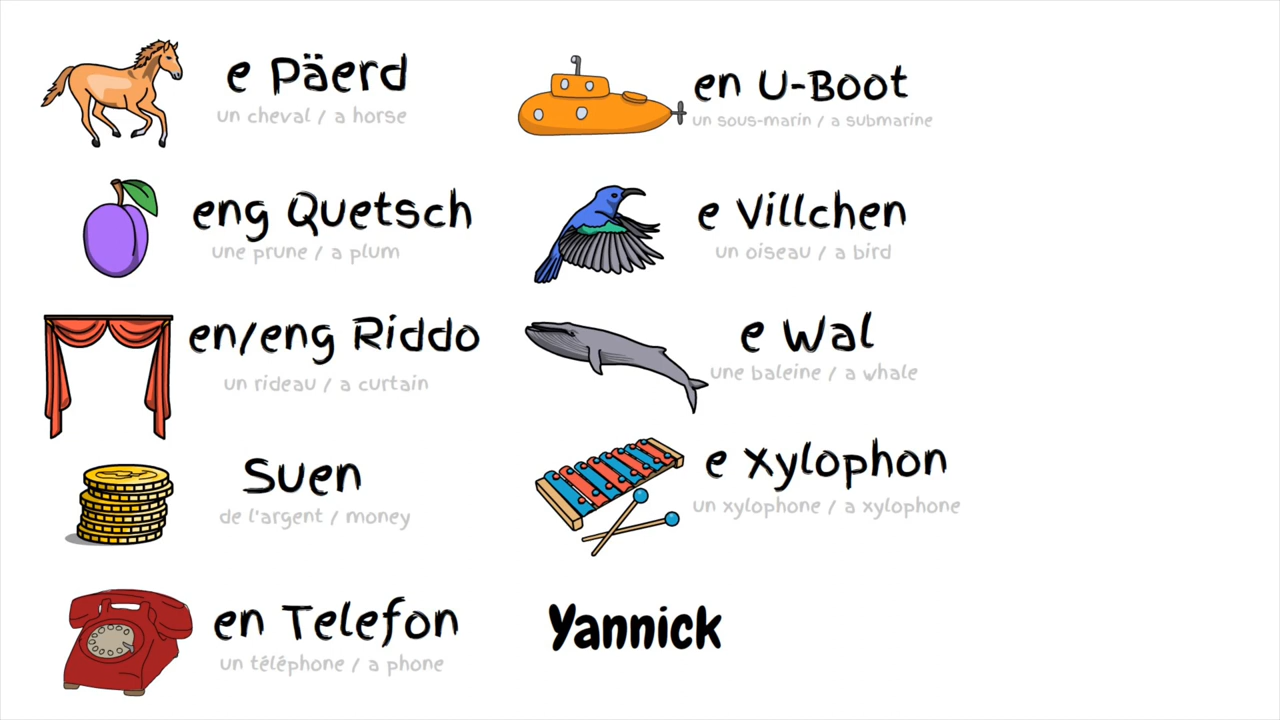 e Päerd
un cheval / a horse
eng Quetsch
une prune / a plum
en/eng Riddo
un rideau / a curtain
Suen
de l'argent / money
en Telefon
un téléphone / a phone
en U-Boot
un sous-marin / a submarine
e Villchen
un oiseau / a bird
e Wal
une baleine / a whale
e Xylophon
un xylophone / a xylophone
Yannick